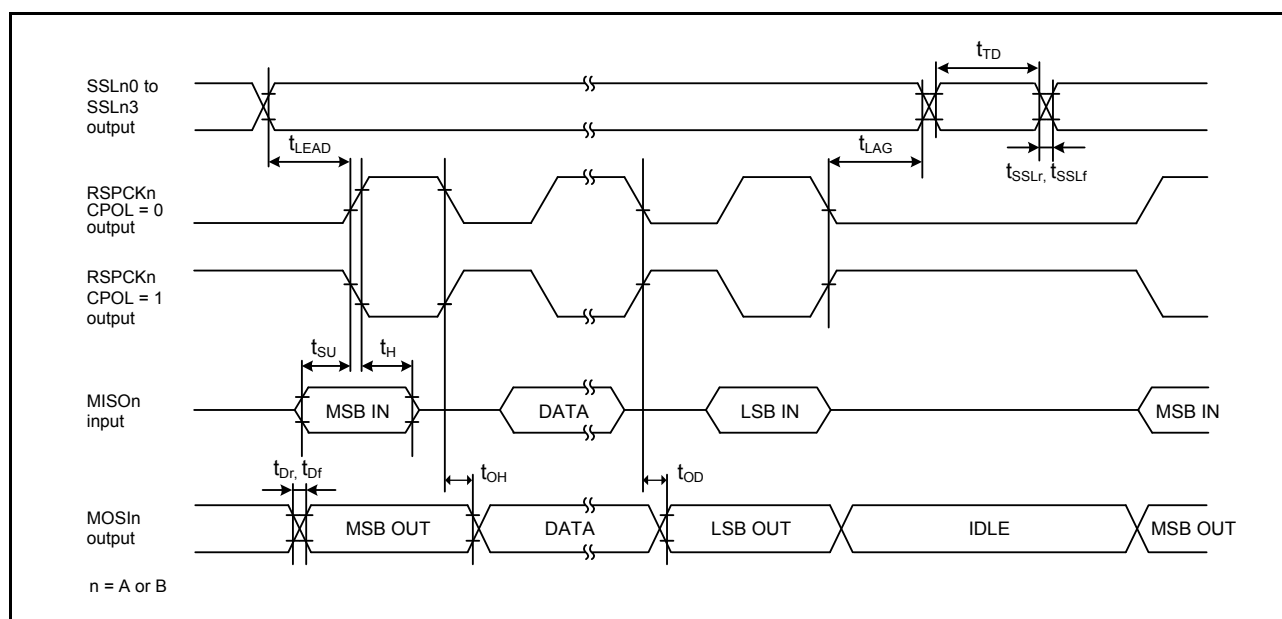 SSLn0 to
SSLn3
output
tTD
tLEAD
tLAG
tSSLr, tSSLf
RSPCKn
CPOL = 0
output
RSPCKn
CPOL = 1
output
tSU
tH
MISOn
input
MSB IN
DATA
LSB IN
MSB IN
tDr, tDf
tOH
tOD
MOSIn
output
MSB OUT
DATA
LSB OUT
IDLE
MSB OUT
n = A or B